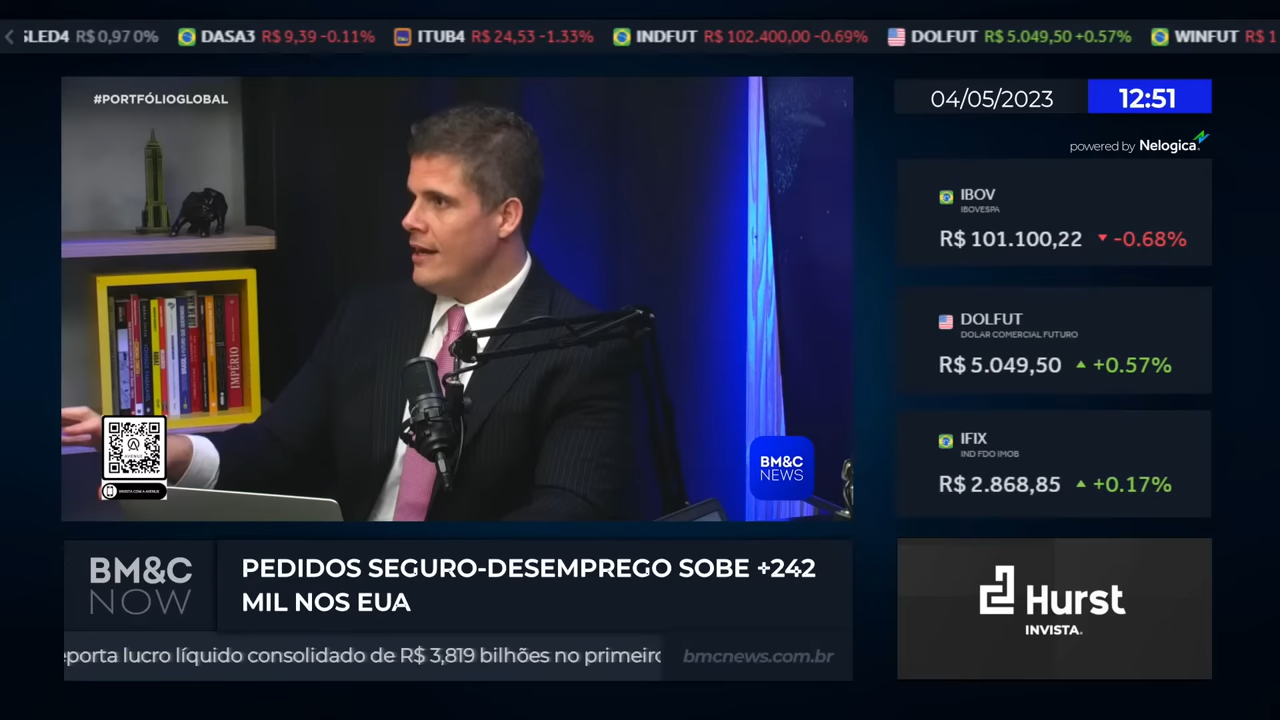 LED4 R$ 0,97 0% DASA3 R$ 9,39 -0.11% ITUB4 R$ 24,53 -1.33% INDFUT R$ 102.400,00 -0.69% DOLFUT R$ 5.049,50 +0.57% WINFUT R$ 1
#PORTFÓLIOGLOBAL
04/05/2023 12:51
powered by Nelogica
IBOV
IBOVESPA
R$ 101.100,22 -0.68%
DOLFUT
DOLAR COMERCIAL FUTURO
R$ 5.049,50 +0.57%
IFIX
IND FDO IMOB
R$ 2.868,85 +0.17%
IMPÉRIO
INVISTA COM A AVENUE
BM&C
NEWS
BM&C
NOW
PEDIDOS SEGURO-DESEMPREGO SOBE +242
MIL NOS EUA
eporta lucro líquido consolidado de R$ 3,819 bilhões no primeiro
bmcnews.com.br
Hurst
INVISTA.